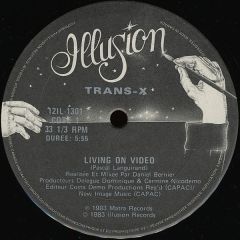 Illusion
TRANS-X
12IL-1301
COTE 1
33 1/3 RPM
DUREE: 5:55
LIVING ON VIDEO
(Pascal Languirand)
Realisee Et Mixee Par Daniel Bernier
Producteurs Delegue Dominique & Carmine Nicodemo
Editeur Coms Demo Productions Reg'd (CAPAC)/
New Image Music (CAPAC)
℗ 1983 Matra Records
© 1983 Illusion Records